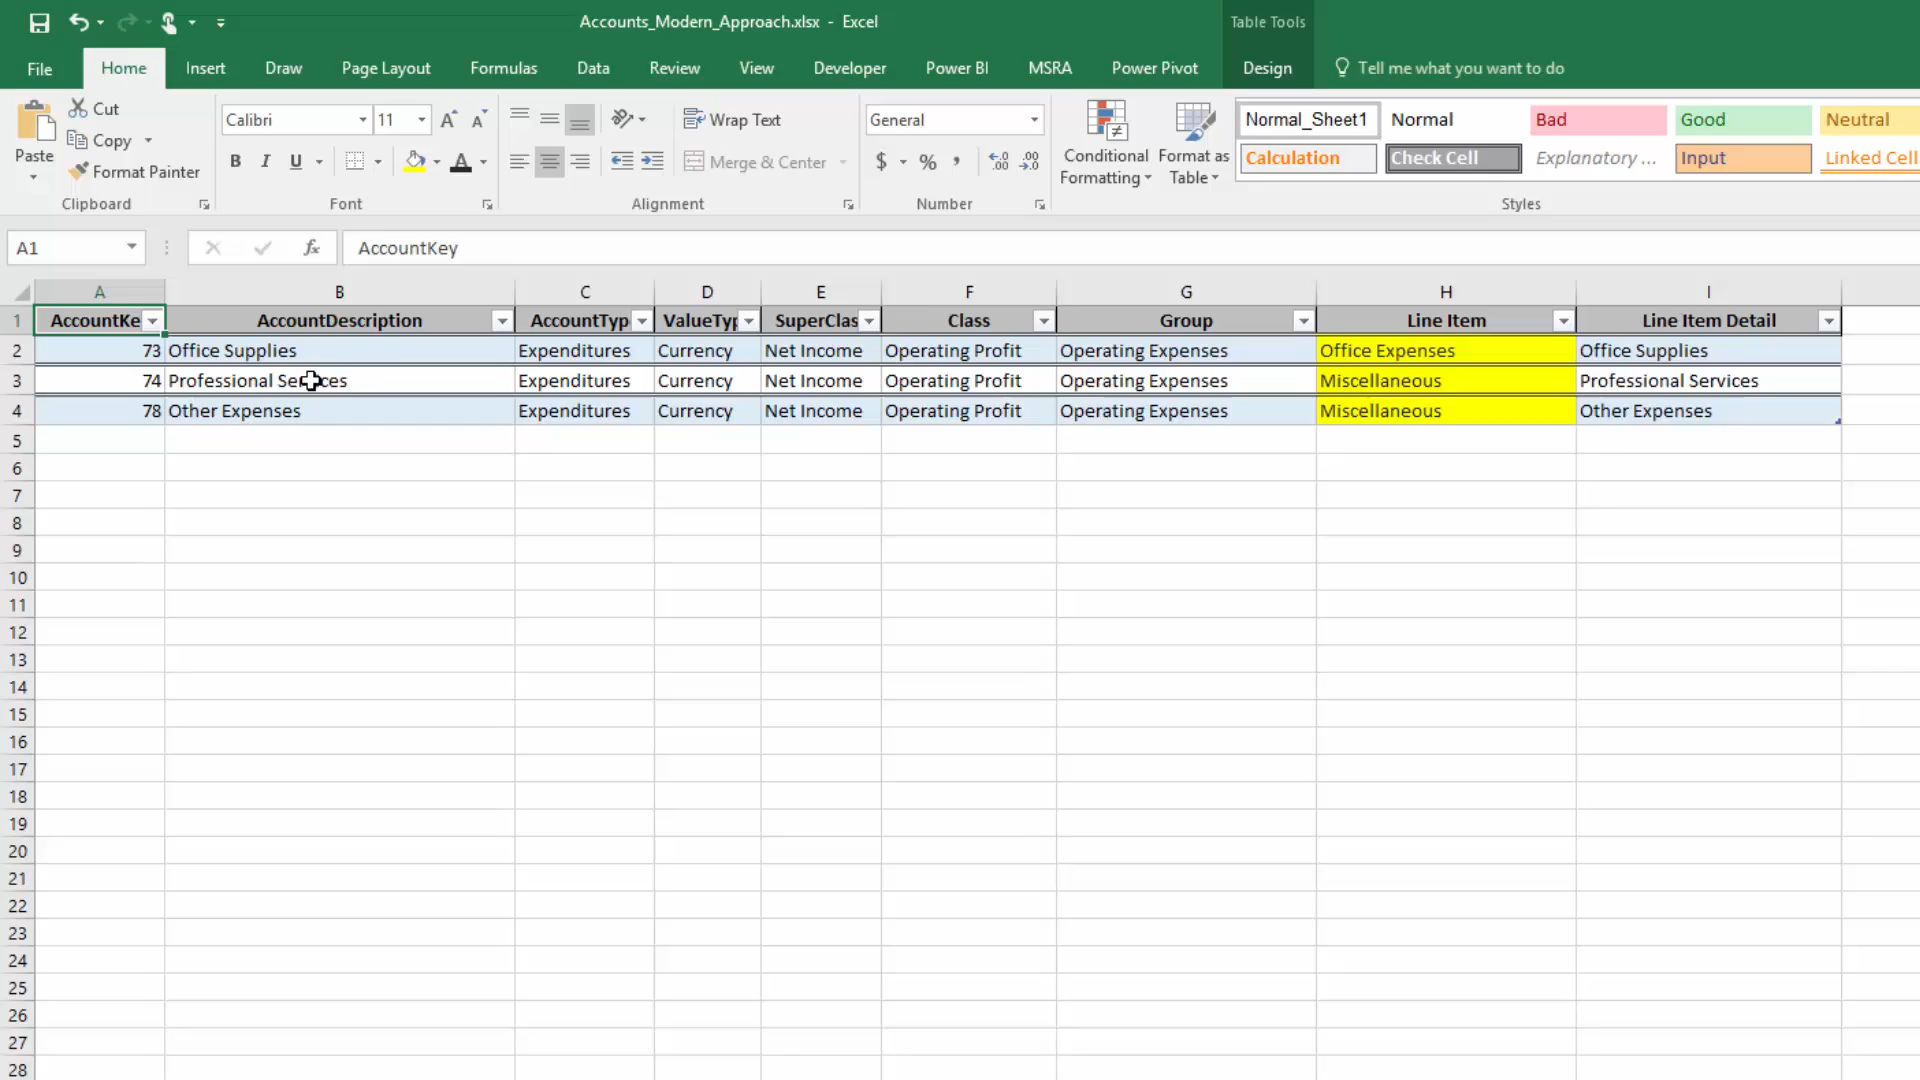 Accounts_Modern_Approach.xlsx - Excel
Table Tools
File Home Insert Draw Page Layout Formulas Data Review View Developer Power BI MSRA Power Pivot Design Tell me what you want to do
Paste
Cut
Copy
Format Painter
Calibri 11
B I U A
Wrap Text
Merge & Center
General
$ % ,
Conditional Formatting
Format as Table
Normal_Sheet1 Normal Bad Good Neutral
Calculation Check Cell Explanatory ... Input Linked Cell
Clipboard Font Alignment Number Styles
A1 fx AccountKey
A B C D E F G H I
1 AccountKe AccountDescription AccountTyp ValueTyp SuperClas Class Group Line Item Line Item Detail
2 73 Office Supplies Expenditures Currency Net Income Operating Profit Operating Expenses Office Expenses Office Supplies
3 74 Professional Services Expenditures Currency Net Income Operating Profit Operating Expenses Miscellaneous Professional Services
4 78 Other Expenses Expenditures Currency Net Income Operating Profit Operating Expenses Miscellaneous Other Expenses
5
6
7
8
9
10
11
12
13
14
15
16
17
18
19
20
21
22
23
24
25
26
27
28